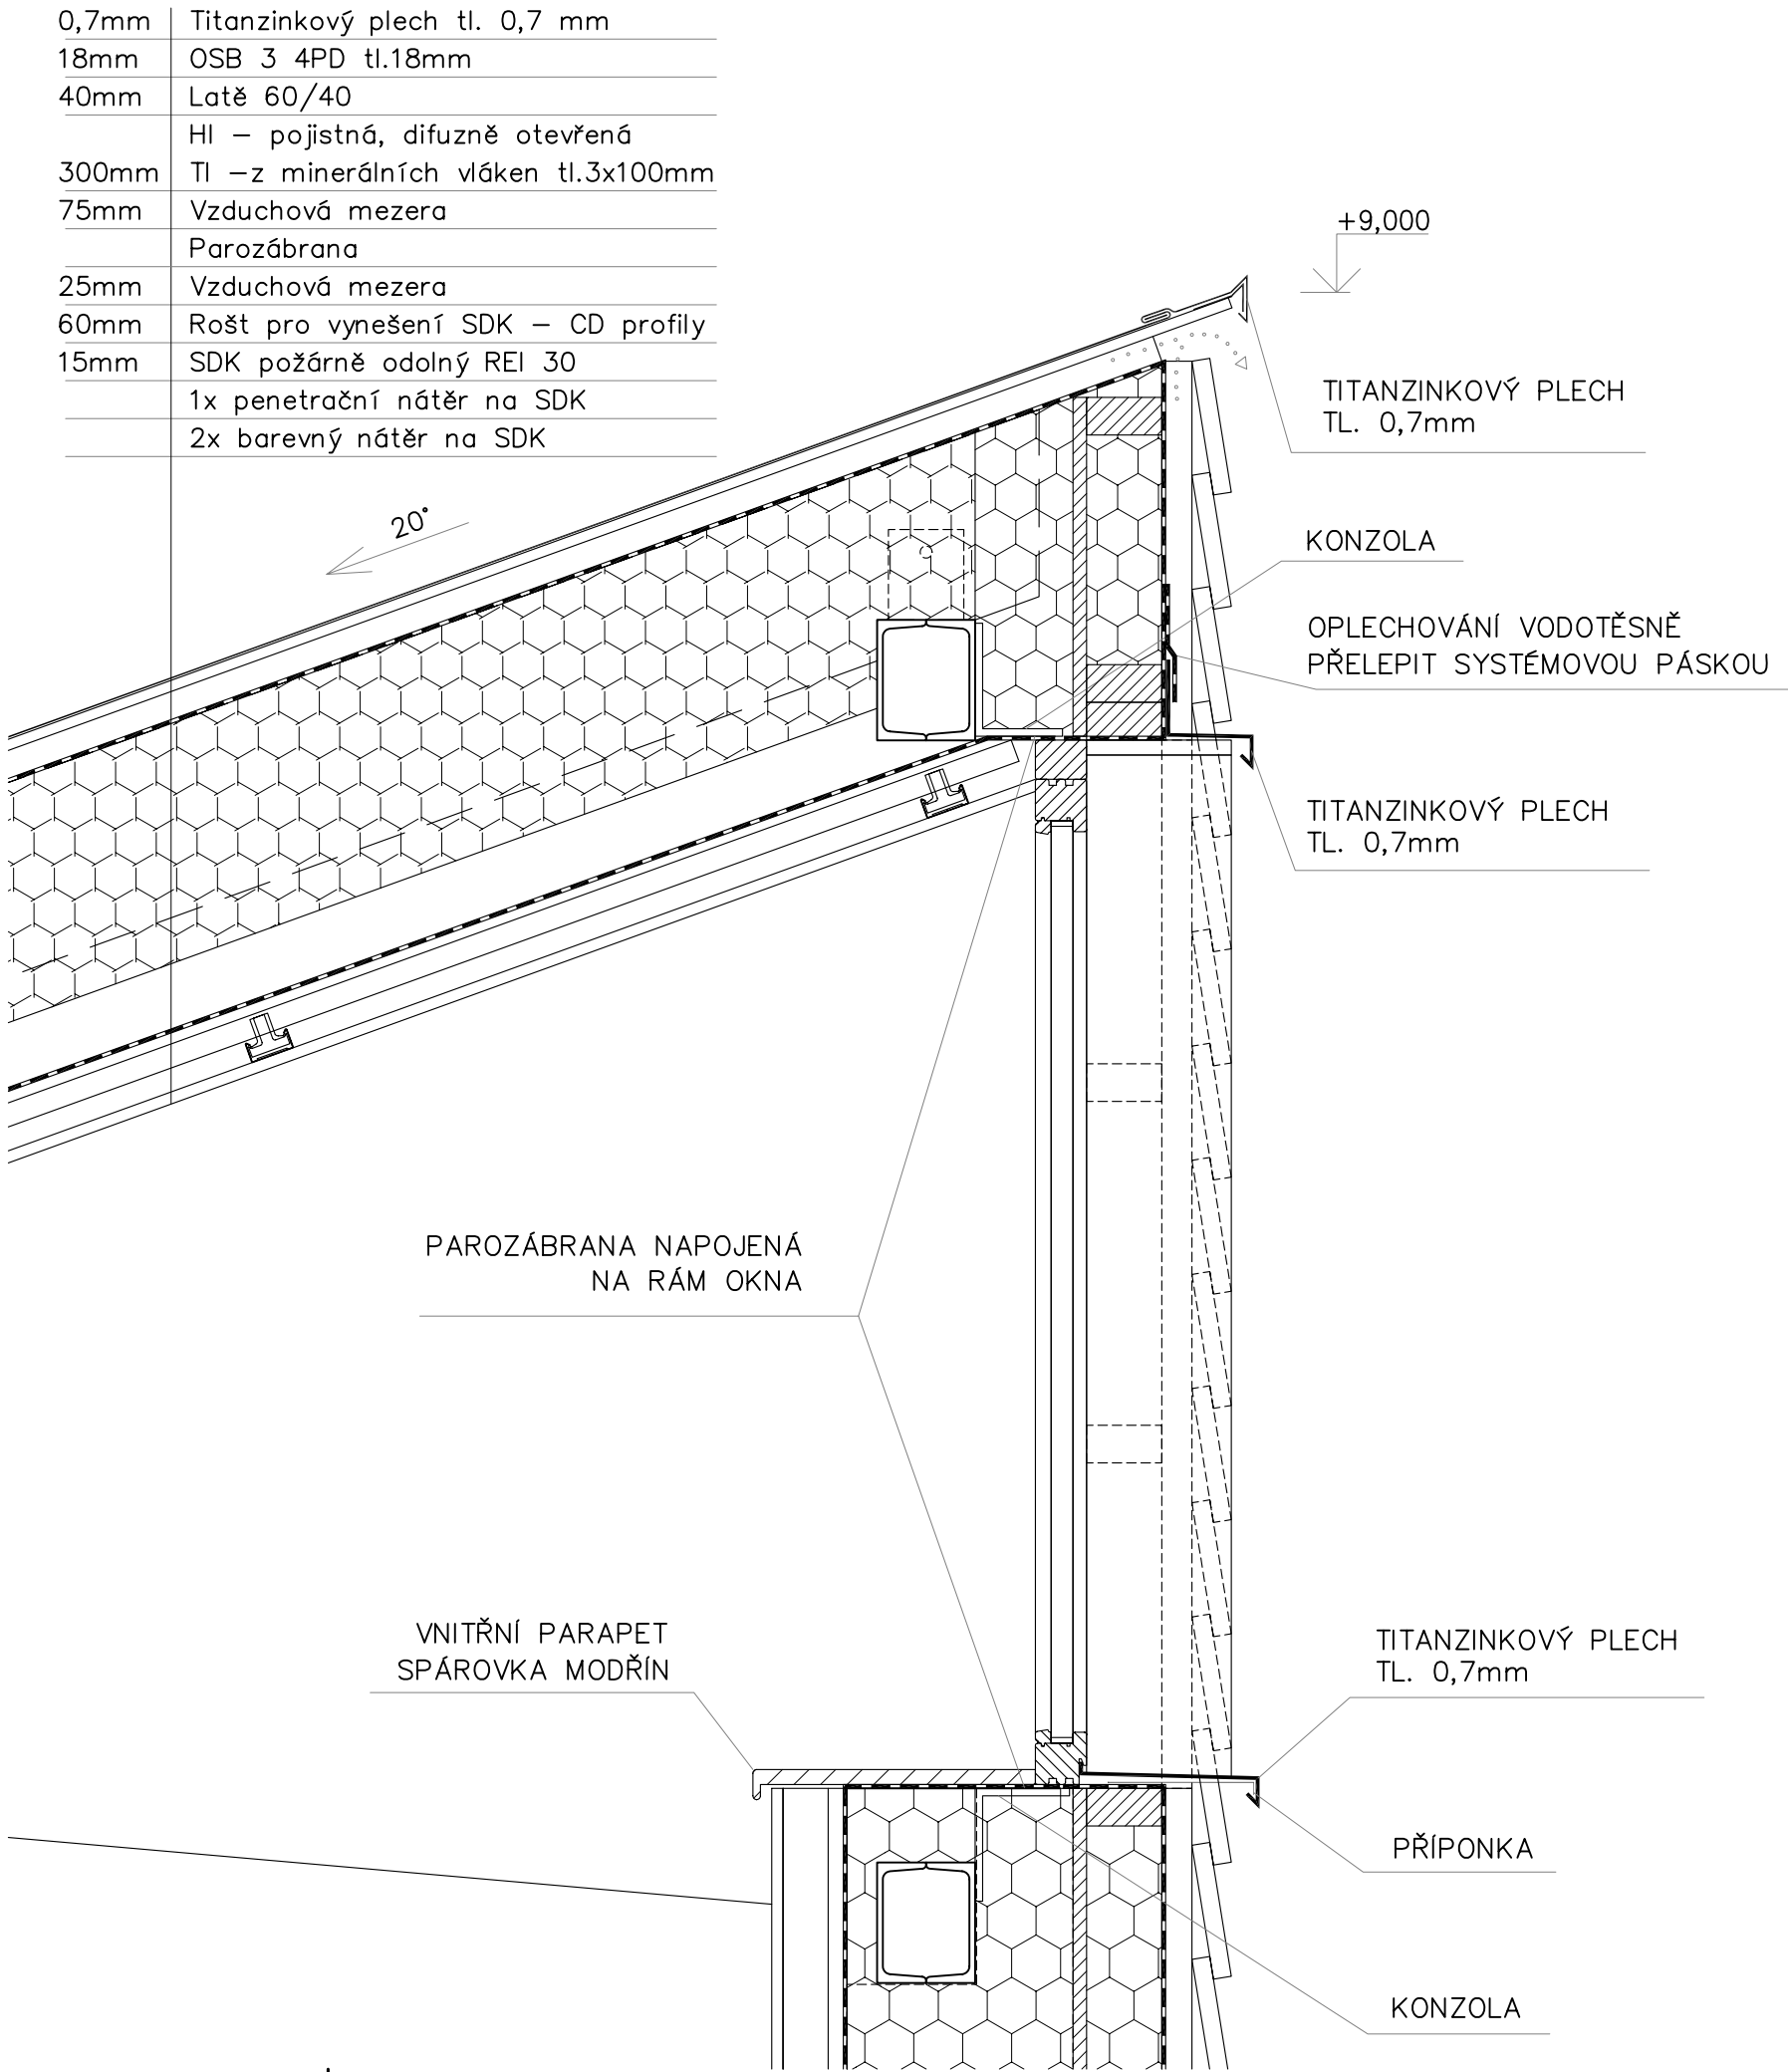 0,7mm Titanzinkový plech tl. 0,7 mm
18mm OSB 3 4PD tl.18mm
40mm Latě 60/40
HI – pojistná, difuzně otevřená
300mm TI –z minerálních vláken tl.3x100mm
75mm Vzduchová mezera
Parozábrana
25mm Vzduchová mezera
60mm Rošt pro vynešení SDK – CD profily
15mm SDK požárně odolný REI 30
1x penetrační nátěr na SDK
2x barevný nátěr na SDK
+9,000
TITANZINKOVÝ PLECH
TL. 0,7mm
20°
KONZOLA
OPLECHOVÁNÍ VODOTĚSNĚ
PŘELEPIT SYSTÉMOVOU PÁSKOU
TITANZINKOVÝ PLECH
TL. 0,7mm
PAROZÁBRANA NAPOJENÁ
NA RÁM OKNA
VNITŘNÍ PARAPET
SPÁROVKA MODŘÍN
TITANZINKOVÝ PLECH
TL. 0,7mm
PŘÍPONKA
KONZOLA